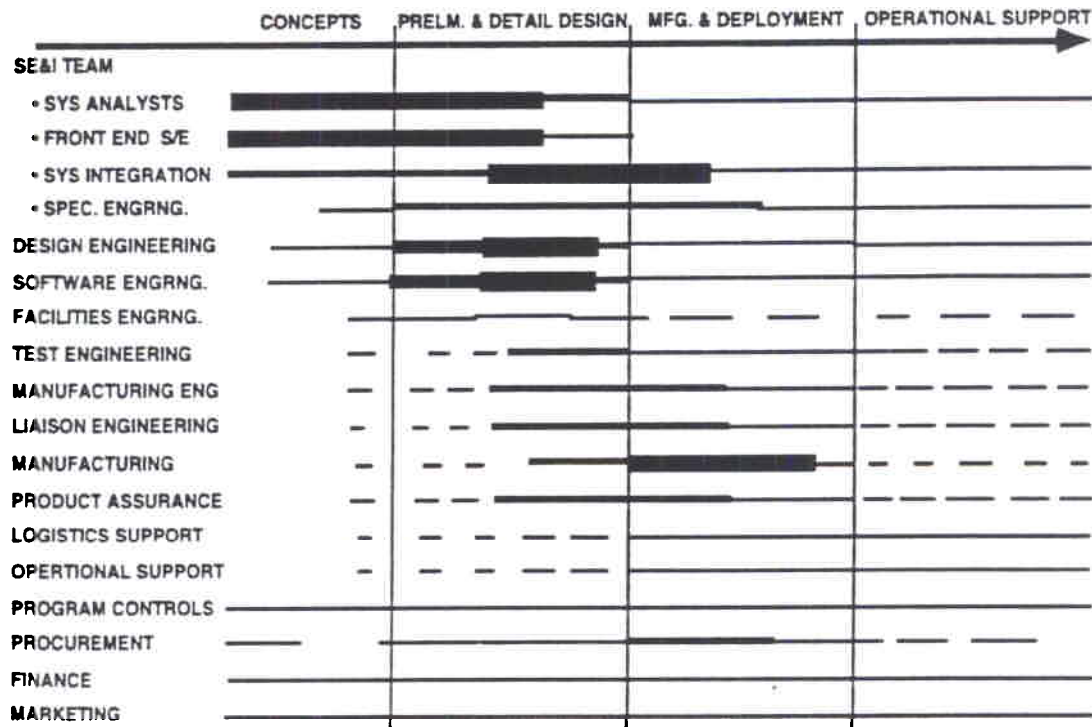 CONCEPTS PRELM. & DETAIL DESIGN MFG. & DEPLOYMENT OPERATIONAL SUPPORT
SE&I TEAM
• SYS ANALYSTS
• FRONT END S/E
• SYS INTEGRATION
• SPEC. ENGRNG.
DESIGN ENGINEERING
SOFTWARE ENGRNG.
FACILITIES ENGRNG.
TEST ENGINEERING
MANUFACTURING ENG
LIAISON ENGINEERING
MANUFACTURING
PRODUCT ASSURANCE
LOGISTICS SUPPORT
OPERTIONAL SUPPORT
PROGRAM CONTROLS
PROCUREMENT
FINANCE
MARKETING